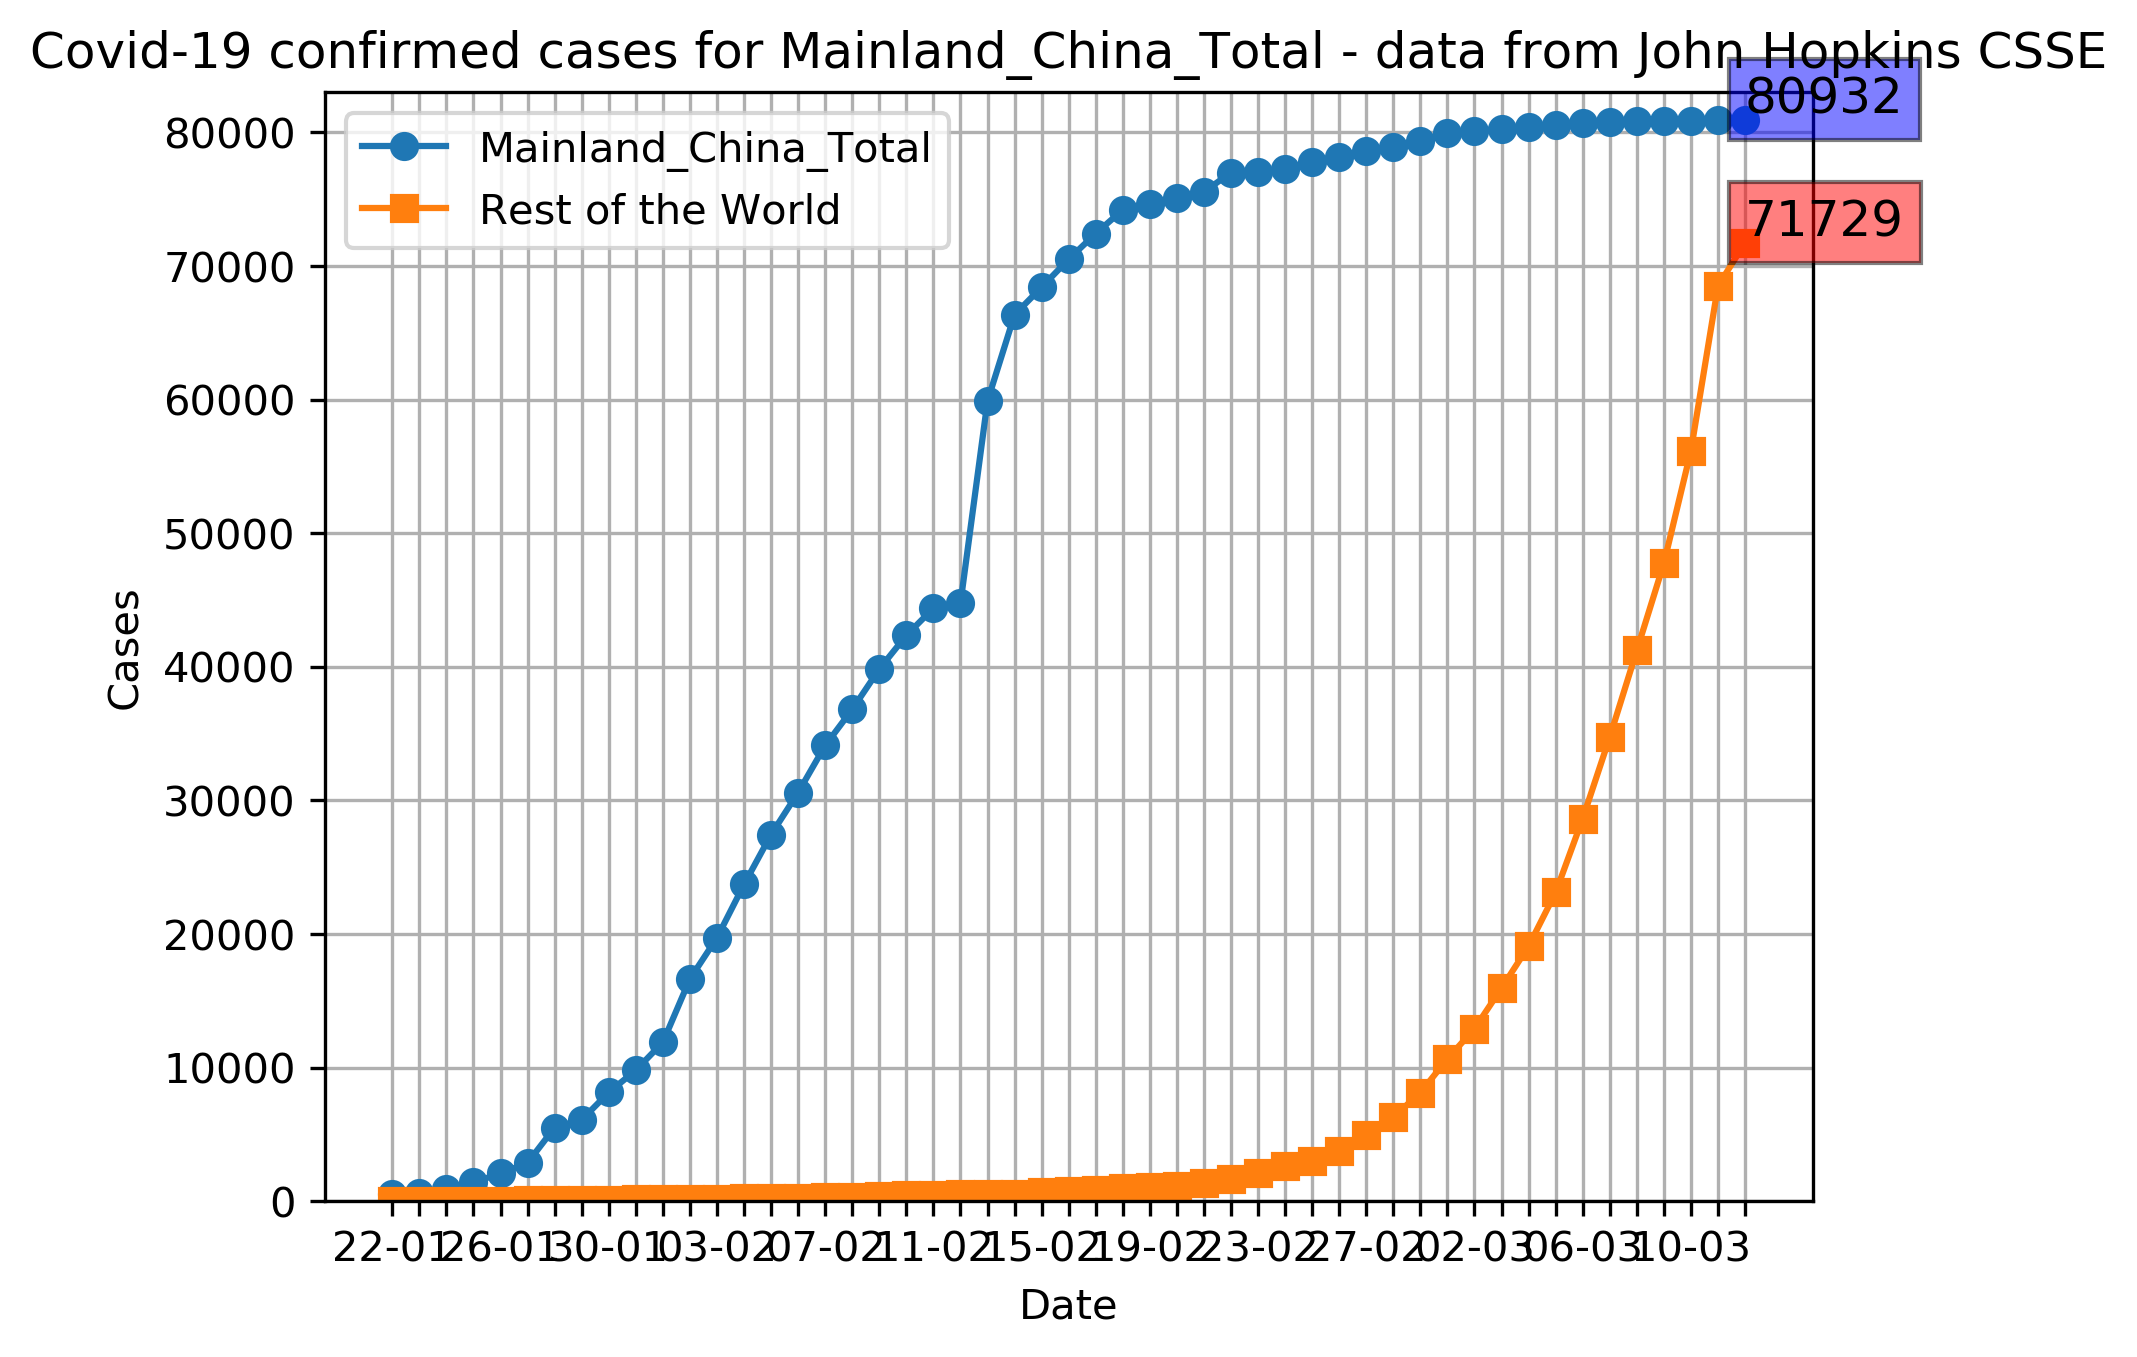 Covid-19 confirmed cases for Mainland_China_Total - data from John Hopkins CSSE
80932
71729
Mainland_China_Total
Rest of the World
80000
70000
60000
50000
40000
30000
20000
10000
0
Cases
22-01 26-01 30-01 03-02 07-02 11-02 15-02 19-02 23-02 27-02 02-03 06-03 10-03
Date